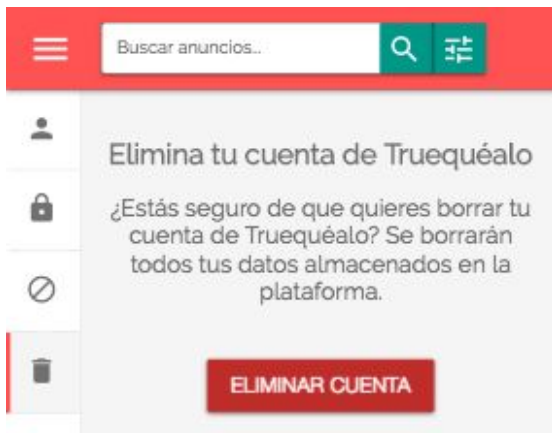 Buscar anuncios..
Elimina tu cuenta de Truequéalo
¿Estás seguro de que quieres borrar tu
cuenta de Truequéalo? Se borrarán
todos tus datos almacenados en la
plataforma.
ELIMINAR CUENTA